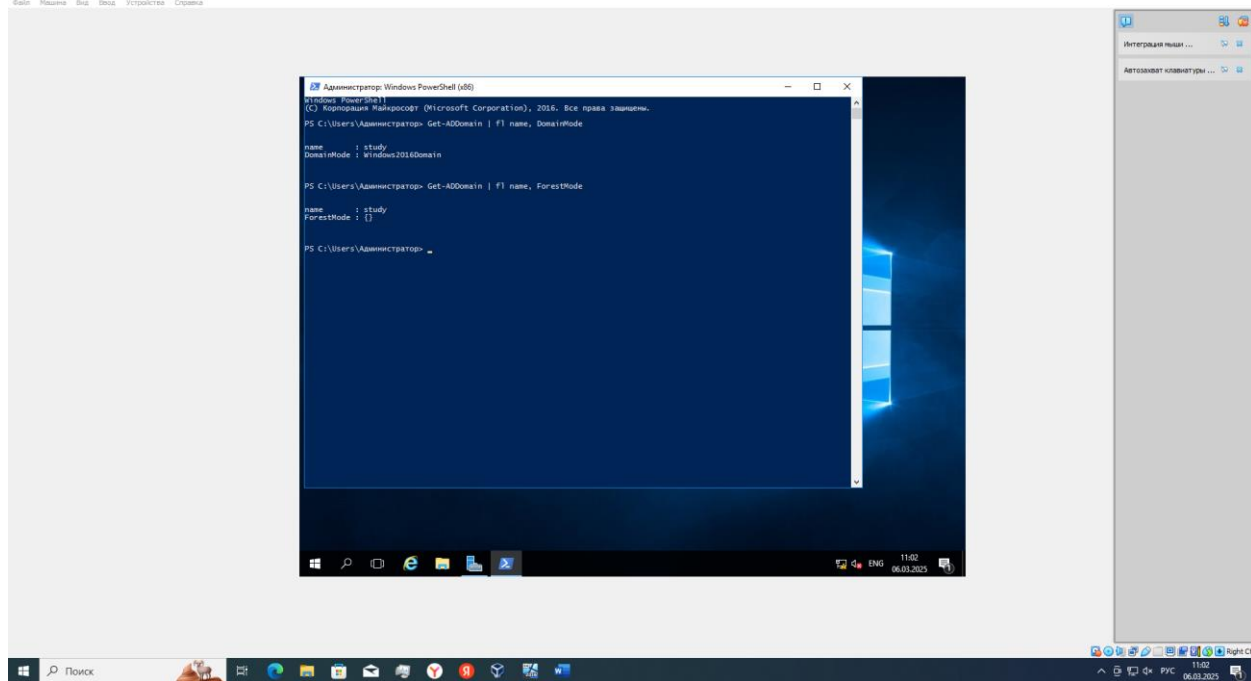 Файл Машина Вид Ввод Устройства Справка
Интеграция мыши ...
Автозахват клавиатуры ...
Администратор: Windows PowerShell (x86)
Windows PowerShell
(C) Корпорация Майкрософт (Microsoft Corporation), 2016. Все права защищены.
PS C:\Users\Администратор> Get-ADDomain | fl name, DomainMode
name : study
DomainMode : Windows2016Domain
PS C:\Users\Администратор> Get-ADDomain | fl name, ForestMode
name : study
ForestMode : {}
PS C:\Users\Администратор>
ENG
11:02
06.03.2025
Right C
Поиск
РУС
11:02
06.03.2025